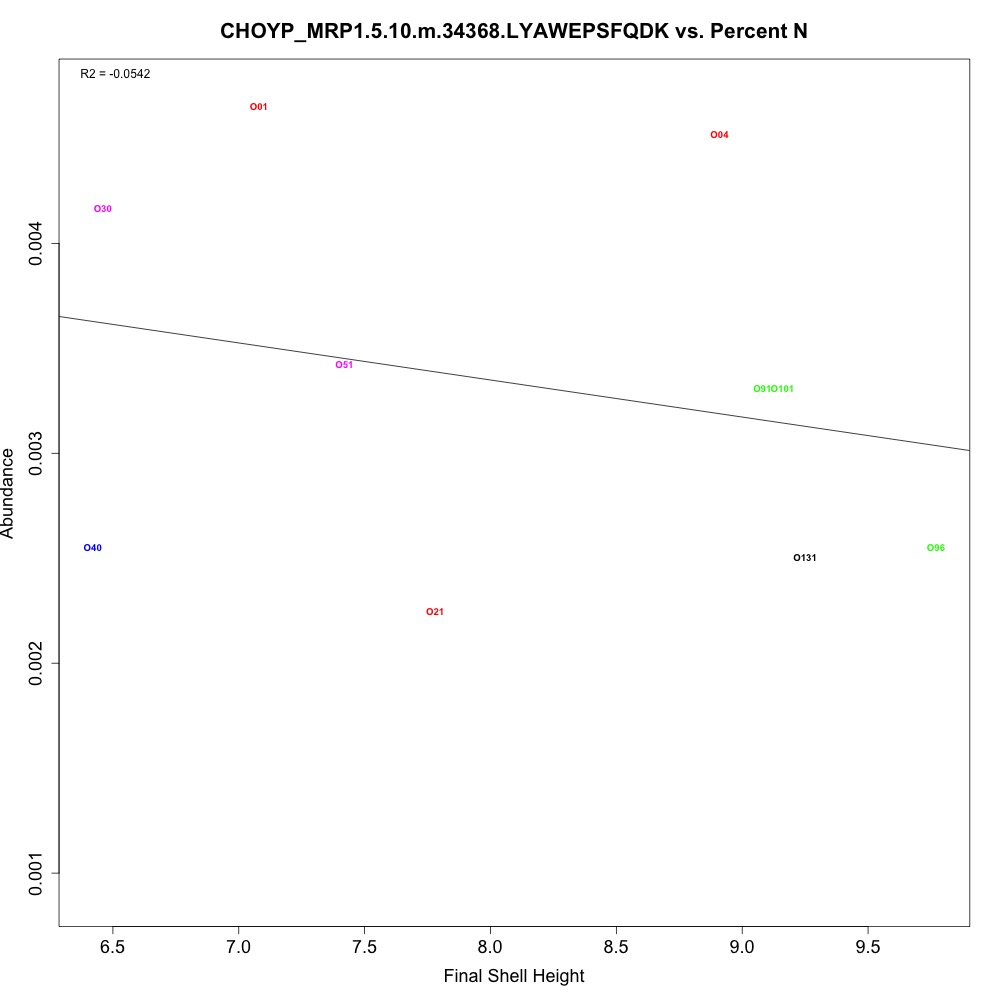 CHOYP_MRP1.5.10.m.34368.LYAWEPSFQDK vs. Percent N
R2 = -0.0542
O01
O04
O30
0.004
O51
O91O101
0.003
Abundance
O40
O96
O131
O21
0.002
0.001
6.5 7.0 7.5 8.0 8.5 9.0 9.5
Final Shell Height